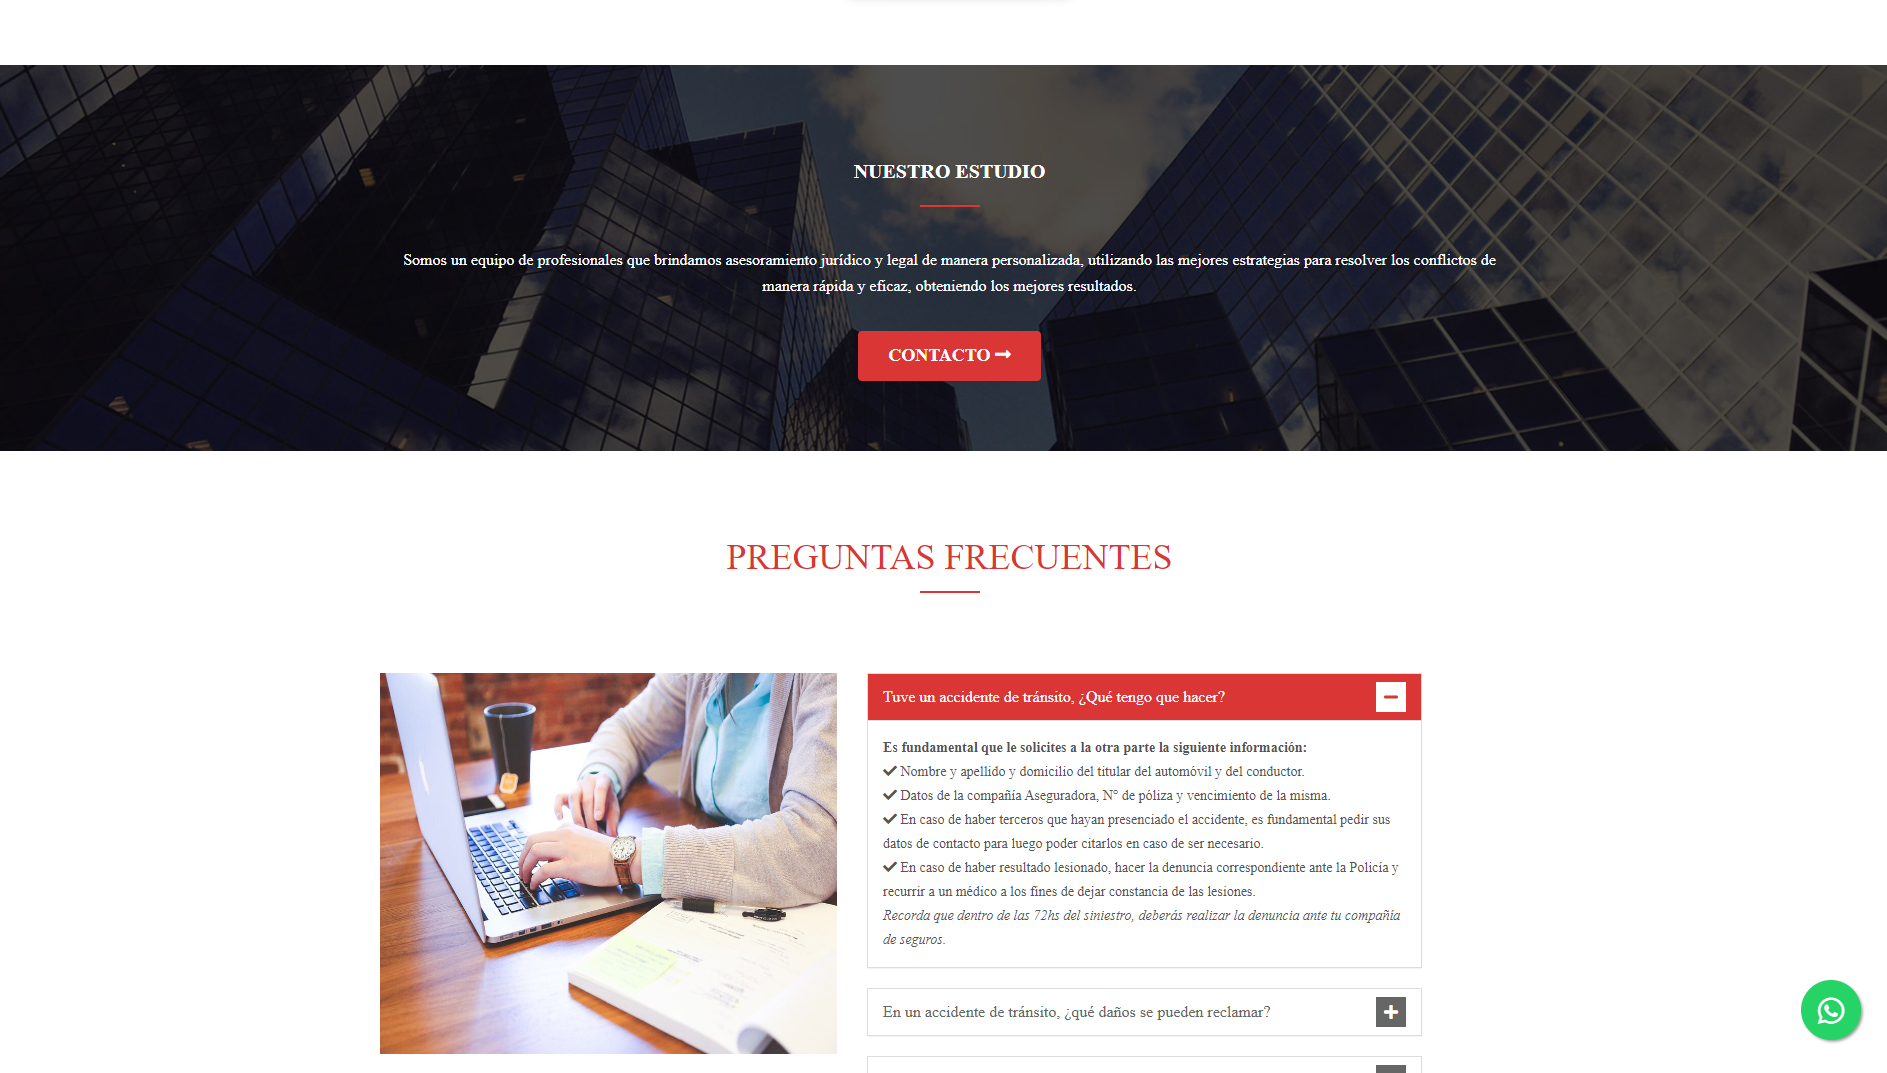 NUESTRO ESTUDIO
Somos un equipo de profesionales que brindamos asesoramiento jurídico y legal de manera personalizada, utilizando las mejores estrategias para resolver los conflictos de
manera rápida y eficaz, obteniendo los mejores resultados.
CONTACTO
PREGUNTAS FRECUENTES
Tuve un accidente de tránsito, ¿Qué tengo que hacer?
Es fundamental que le solicites a la otra parte la siguiente información:
Nombre y apellido y domicilio del titular del automóvil y del conductor.
Datos de la compañía Aseguradora, N° de póliza y vencimiento de la misma.
En caso de haber terceros que hayan presenciado el accidente, es fundamental pedir sus
datos de contacto para luego poder citarlos en caso de ser necesario.
En caso de haber resultado lesionado, hacer la denuncia correspondiente ante la Policía y
recurrir a un médico a los fines de dejar constancia de las lesiones.
Recorda que dentro de las 72hs del siniestro, deberás realizar la denuncia ante tu compañía
de seguros.
En un accidente de tránsito, ¿qué daños se pueden reclamar?